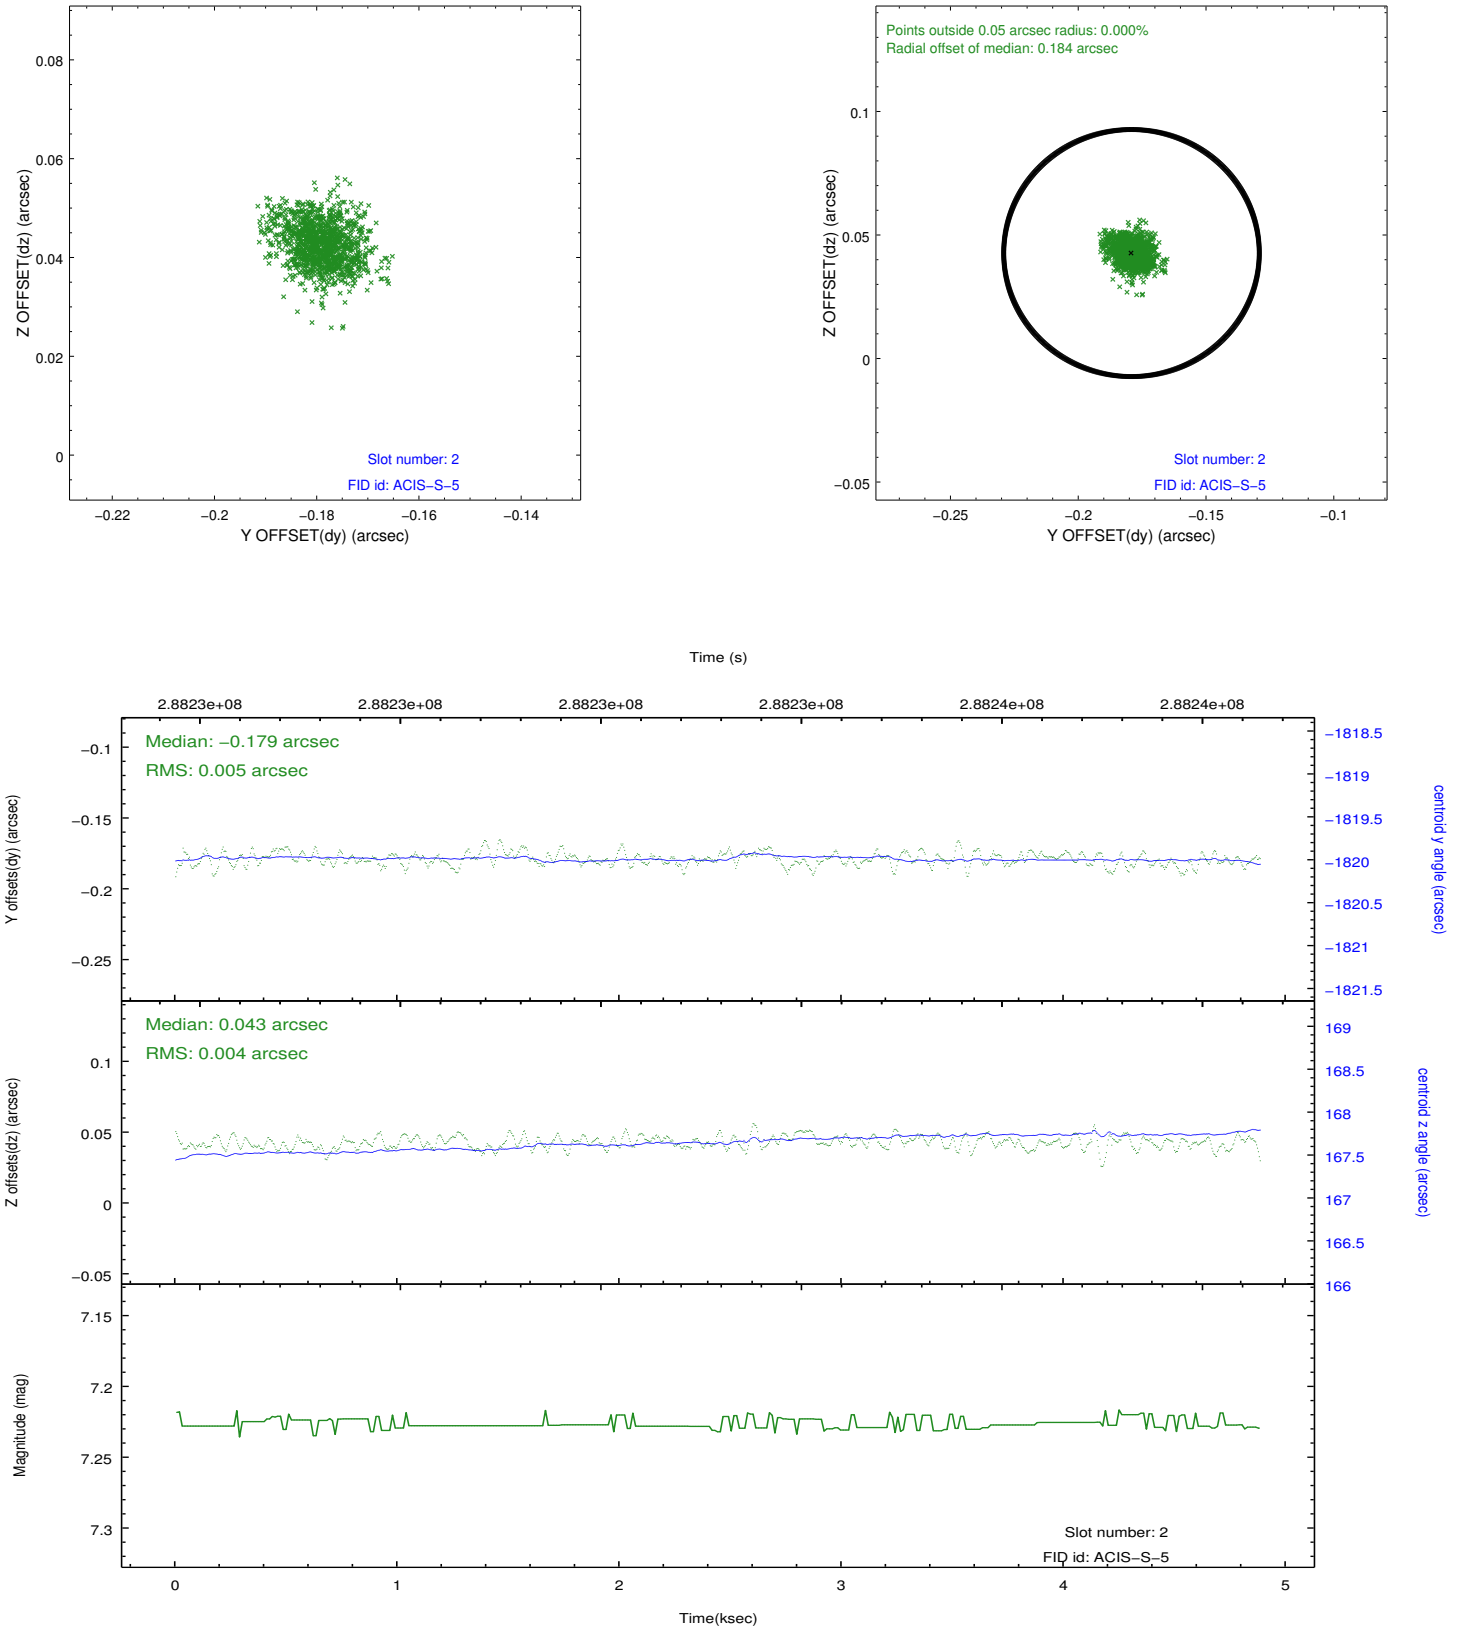 0.08
0.06
0.04
0.02
0
Z OFFSET(dz) (arcsec)
Slot number: 2
FID id: ACIS−S−5
−0.22
−0.2
−0.18
−0.16
−0.14
Y OFFSET(dy) (arcsec)
Points outside 0.05 arcsec radius: 0.000%
Radial offset of median: 0.184 arcsec
0.1
0.05
0
−0.05
Z OFFSET(dz) (arcsec)
Slot number: 2
FID id: ACIS−S−5
−0.25
−0.2
−0.15
−0.1
Y OFFSET(dy) (arcsec)
Time (s)
2.8823e+08
2.8823e+08
2.8823e+08
2.8823e+08
2.8824e+08
2.8824e+08
Median: −0.179 arcsec
RMS: 0.005 arcsec
−0.1
−0.15
−0.2
−0.25
Y offsets(dy) (arcsec)
−1818.5
−1819
−1819.5
−1820
−1820.5
−1821
−1821.5
centroid y angle (arcsec)
Median: 0.043 arcsec
RMS: 0.004 arcsec
0.1
0.05
0
−0.05
Z offsets(dz) (arcsec)
169
168.5
168
167.5
167
166.5
166
centroid z angle (arcsec)
7.15
7.2
7.25
7.3
Magnitude (mag)
Slot number: 2
FID id: ACIS−S−5
0
1
2
3
4
5
Time(ksec)